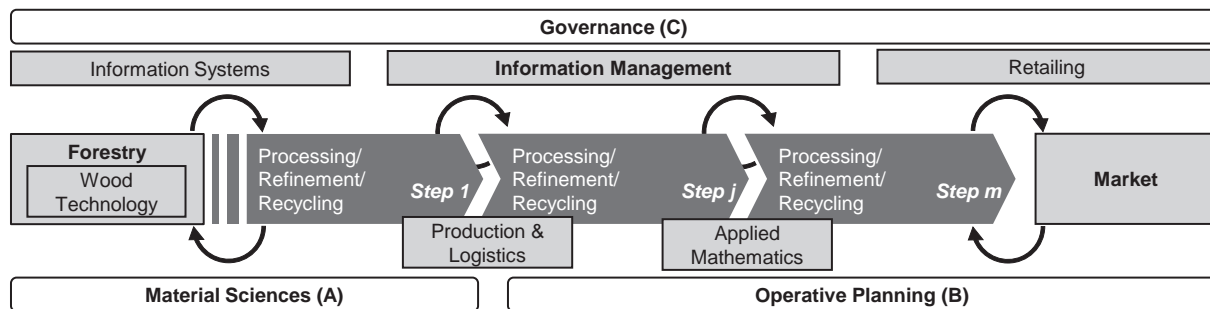 Governance (C)
Information Systems
Information Management
Retailing
Forestry
Wood
Technology
Processing/
Refinement/
Recycling
Step 1
Processing/
Refinement/
Recycling
Step j
Processing/
Refinement/
Recycling
Step m
Market
Production &
Logistics
Applied
Mathematics
Material Sciences (A)
Operative Planning (B)